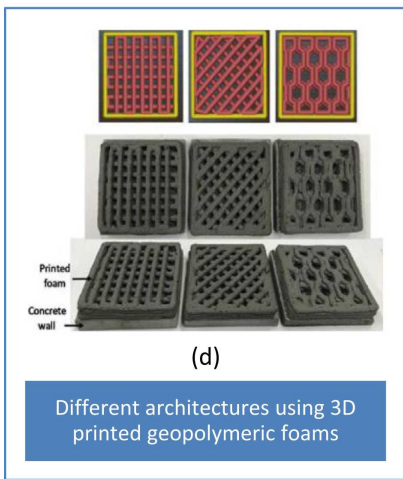 Printed
foam
Concrete
wall
(d)
Different architectures using 3D
printed geopolymeric foams